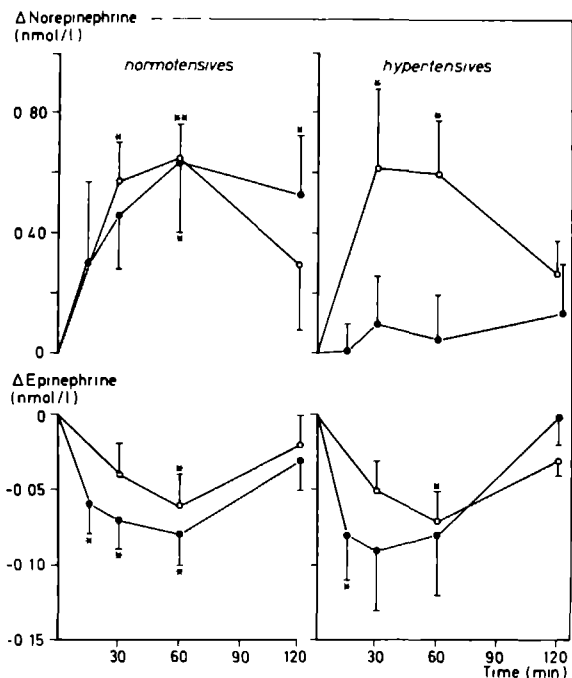 Δ Norepinephrine
(nmol/l)
normotensives
hypertensives
0 80
0 40
0
* ** * *
* *
Δ Epinephrine
(nmol/l)
0
-0.05
-0.10
-0 15
* * * *
* *
30 60 90 120
30 60 90 120
Time (min)